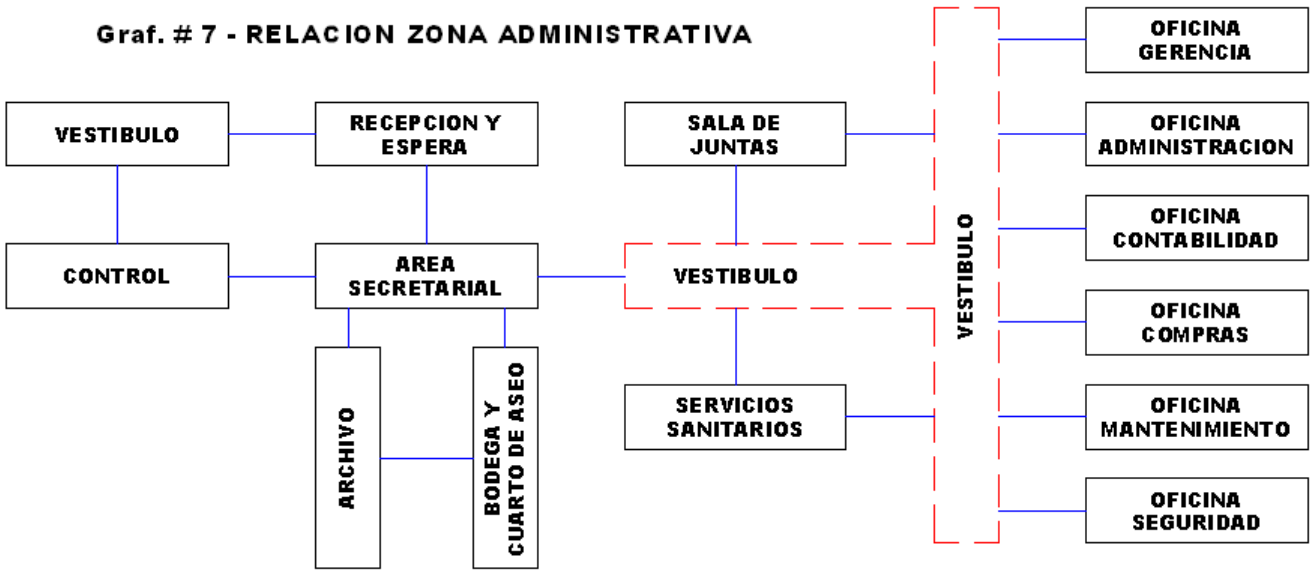 Graf. # 7 - RELACION ZONA ADMINISTRATIVA
VESTIBULO
RECEPCION Y
ESPERA
SALA DE
JUNTAS
CONTROL
AREA
SECRETARIAL
VESTIBULO
ARCHIVO
BODEGA Y
CUARTO DE ASEO
SERVICIOS
SANITARIOS
VESTIBULO
OFICINA
GERENCIA
OFICINA
ADMINISTRACION
OFICINA
CONTABILIDAD
OFICINA
COMPRAS
OFICINA
MANTENIMIENTO
OFICINA
SEGURIDAD